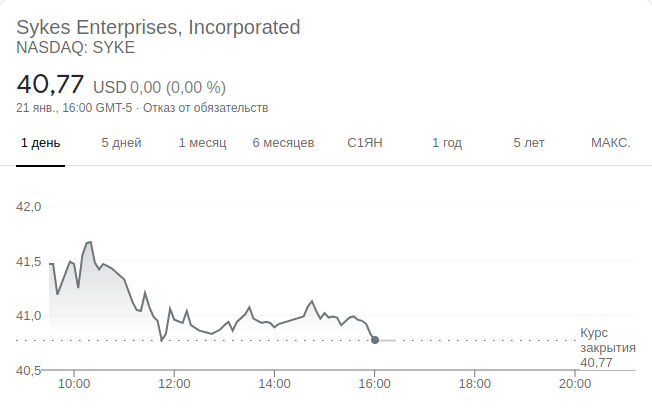 Sykes Enterprises, Incorporated
NASDAQ: SYKE
40,77 USD 0,00 (0,00 %)
21 янв., 16:00 GMT-5 · Отказ от обязательств
1 день 5 дней 1 месяц 6 месяцев С1ЯН 1 год 5 лет МАКС.
42,0
41,5
41,0
Курс
закрытия
40,77
40,5
10:00 12:00 14:00 16:00 18:00 20:00